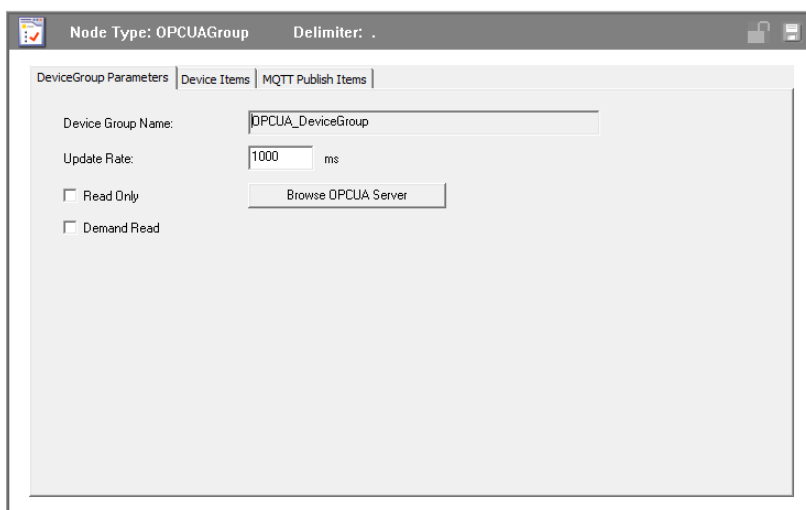 Node Type: OPCUAGroup Delimiter: .
DeviceGroup Parameters Device Items MQTT Publish Items
Device Group Name: OPCUA_DeviceGroup
Update Rate: 1000 ms
Read Only Browse OPCUA Server
Demand Read